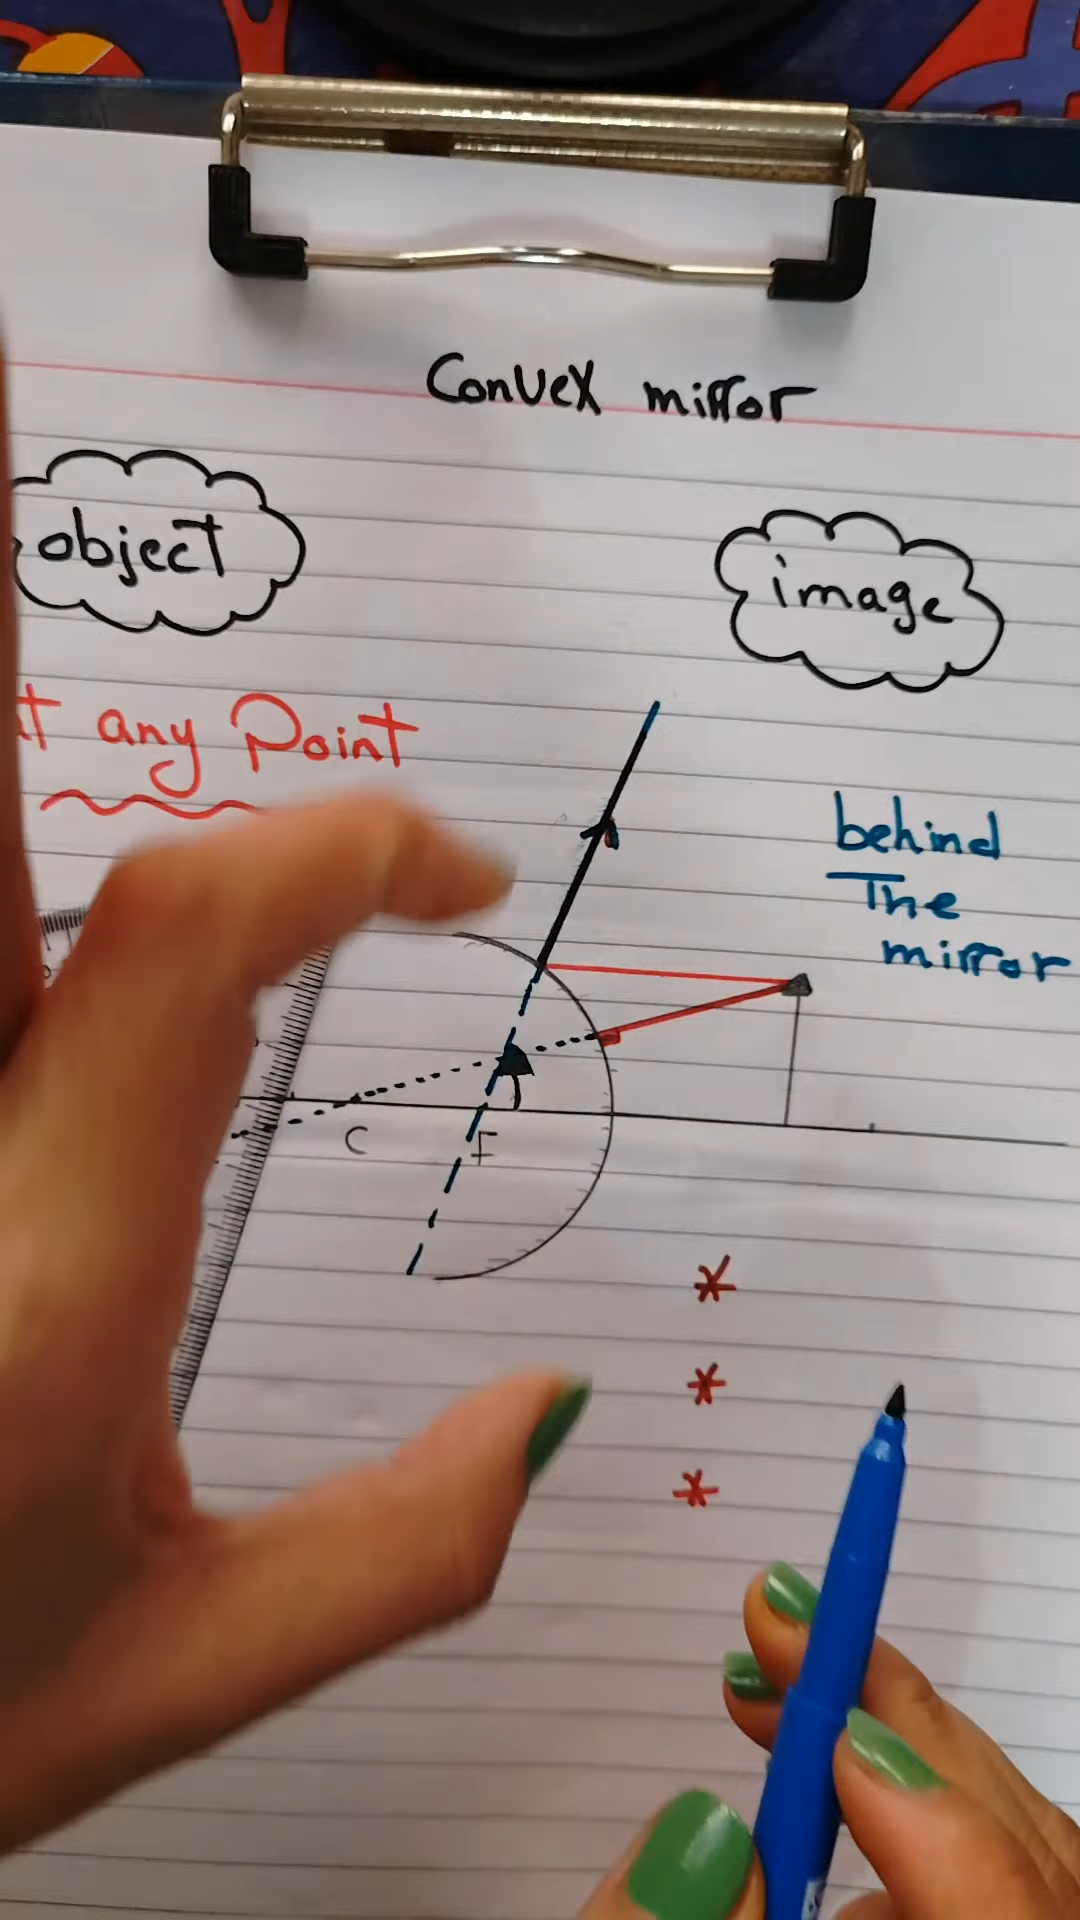 Convex mirror
object
image
any Point
behind
The
mirror
C
F
*
*
*